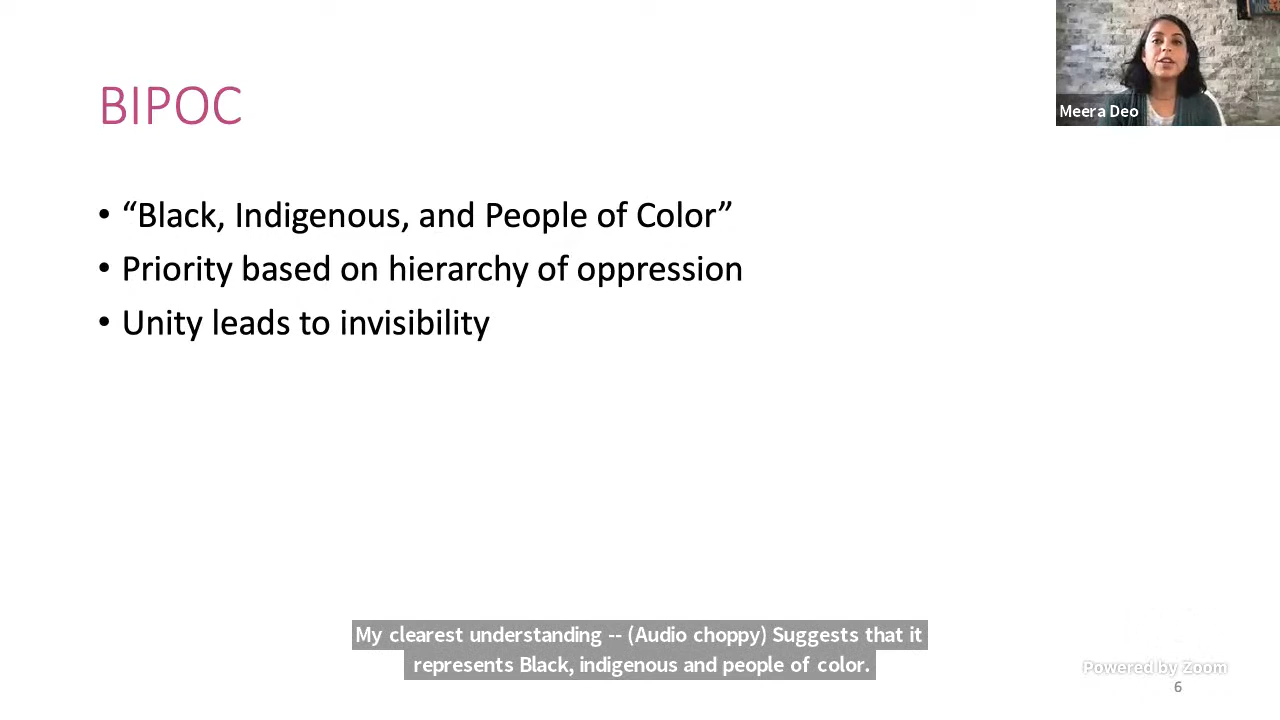 BIPOC
Meera Deo
• “Black, Indigenous, and People of Color”
• Priority based on hierarchy of oppression
• Unity leads to invisibility
My clearest understanding -- (Audio choppy) Suggests that it
represents Black, indigenous and people of color.
Powered by Zoom
6